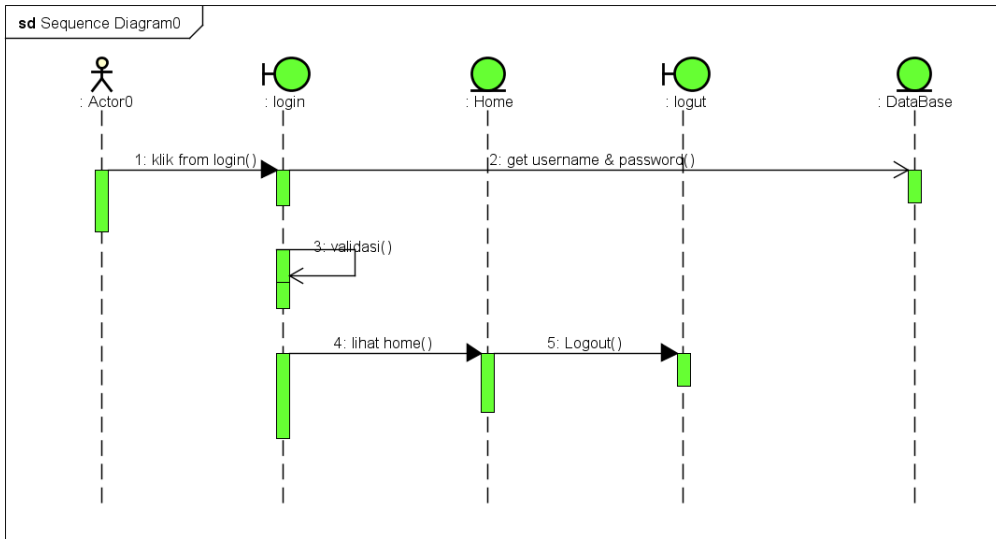 sd Sequence Diagram0
: Actor0
: login
: Home
: logut
: DataBase
1: klik from login()
2: get username & password()
3: validasi()
4: lihat home()
5: Logout()